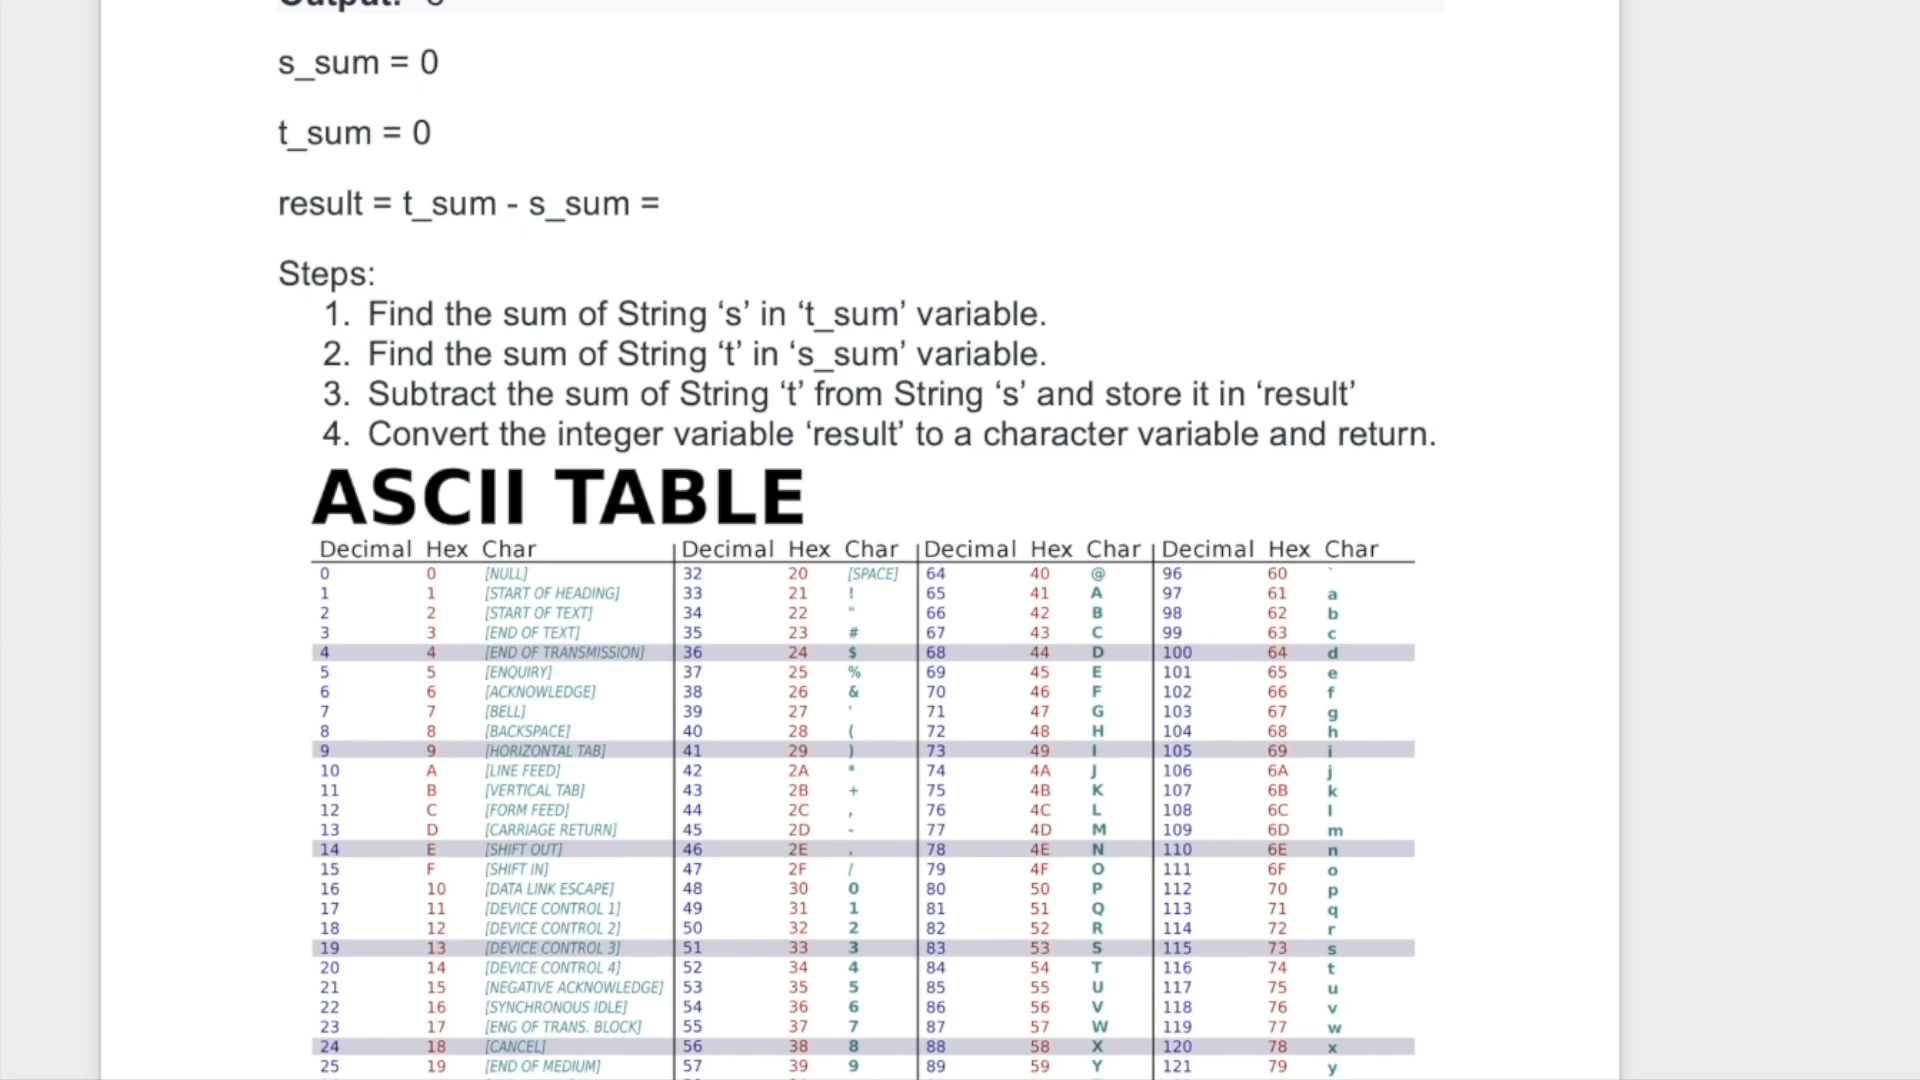 Output:
s_sum = 0
t_sum = 0
result = t_sum - s_sum =
Steps:
1. Find the sum of String ‘s’ in ‘t_sum’ variable.
2. Find the sum of String ‘t’ in ‘s_sum’ variable.
3. Subtract the sum of String ‘t’ from String ‘s’ and store it in ‘result’
4. Convert the integer variable ‘result’ to a character variable and return.
ASCII TABLE
Decimal Hex Char Decimal Hex Char Decimal Hex Char Decimal Hex Char
0 0 [NULL] 32 20 [SPACE] 64 40 @ 96 60 `
1 1 [START OF HEADING] 33 21 ! 65 41 A 97 61 a
2 2 [START OF TEXT] 34 22 " 66 42 B 98 62 b
3 3 [END OF TEXT] 35 23 # 67 43 C 99 63 c
4 4 [END OF TRANSMISSION] 36 24 $ 68 44 D 100 64 d
5 5 [ENQUIRY] 37 25 % 69 45 E 101 65 e
6 6 [ACKNOWLEDGE] 38 26 & 70 46 F 102 66 f
7 7 [BELL] 39 27 ' 71 47 G 103 67 g
8 8 [BACKSPACE] 40 28 ( 72 48 H 104 68 h
9 9 [HORIZONTAL TAB] 41 29 ) 73 49 I 105 69 i
10 A [LINE FEED] 42 2A * 74 4A J 106 6A j
11 B [VERTICAL TAB] 43 2B + 75 4B K 107 6B k
12 C [FORM FEED] 44 2C , 76 4C L 108 6C l
13 D [CARRIAGE RETURN] 45 2D - 77 4D M 109 6D m
14 E [SHIFT OUT] 46 2E . 78 4E N 110 6E n
15 F [SHIFT IN] 47 2F / 79 4F O 111 6F o
16 10 [DATA LINK ESCAPE] 48 30 0 80 50 P 112 70 p
17 11 [DEVICE CONTROL 1] 49 31 1 81 51 Q 113 71 q
18 12 [DEVICE CONTROL 2] 50 32 2 82 52 R 114 72 r
19 13 [DEVICE CONTROL 3] 51 33 3 83 53 S 115 73 s
20 14 [DEVICE CONTROL 4] 52 34 4 84 54 T 116 74 t
21 15 [NEGATIVE ACKNOWLEDGE] 53 35 5 85 55 U 117 75 u
22 16 [SYNCHRONOUS IDLE] 54 36 6 86 56 V 118 76 v
23 17 [ENG OF TRANS. BLOCK] 55 37 7 87 57 W 119 77 w
24 18 [CANCEL] 56 38 8 88 58 X 120 78 x
25 19 [END OF MEDIUM] 57 39 9 89 59 Y 121 79 y